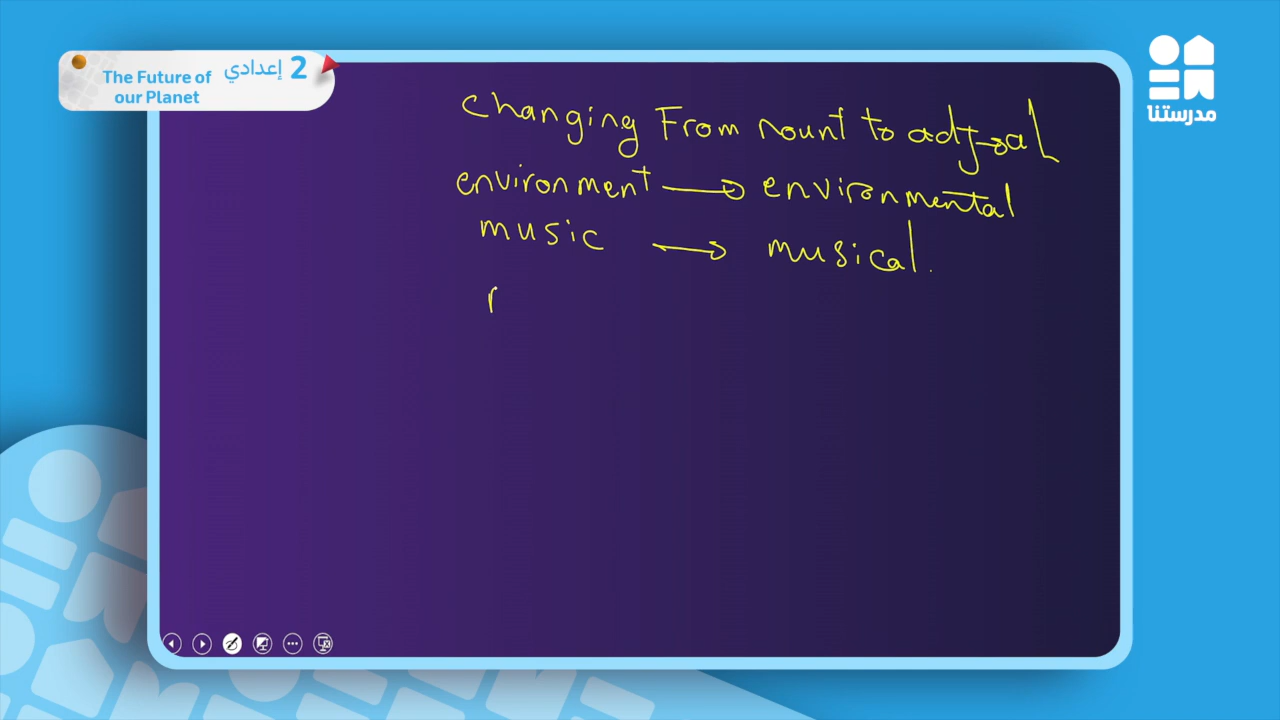 The Future of
our Planet
2 إعدادي
مدرستنا
Changing From nount to adj → al
environment → environmental
music → musical.
r